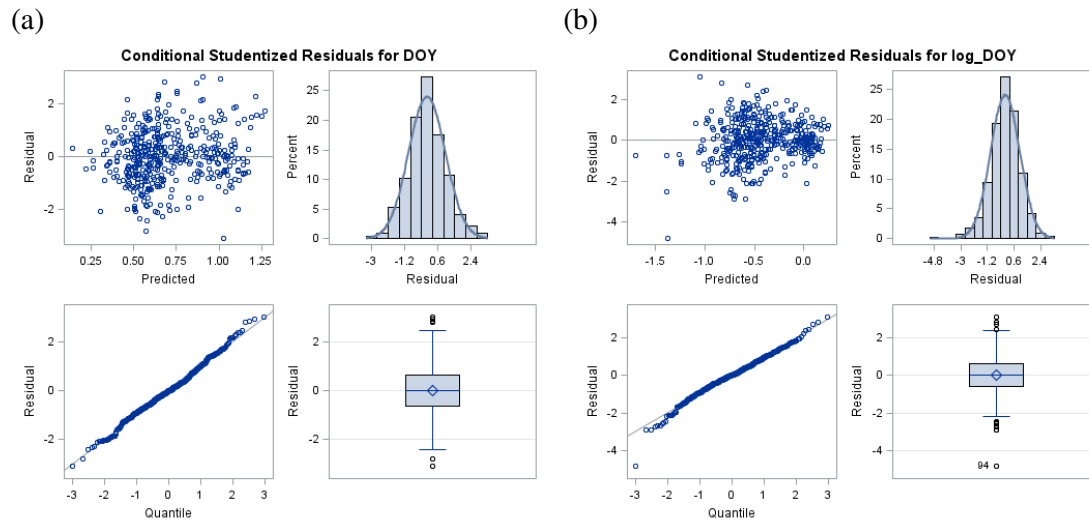 (a)
(b)
Conditional Studentized Residuals for DOY
Residual
2
0
-2
0.25 0.50 0.75 1.00 1.25
Predicted
Percent
25
20
15
10
5
0
-3 -1.2 0.6 2.4
Residual
Residual
2
0
-2
-3 -2 -1 0 1 2 3
Quantile
Residual
2
0
-2
Conditional Studentized Residuals for log_DOY
Residual
2
0
-2
-4
-1.5 -1.0 -0.5 0.0
Predicted
Percent
25
20
15
10
5
0
-4.8 -3 -1.2 0.6 2.4
Residual
Residual
2
0
-2
-4
-3 -2 -1 0 1 2 3
Quantile
Residual
2
0
-2
-4
94